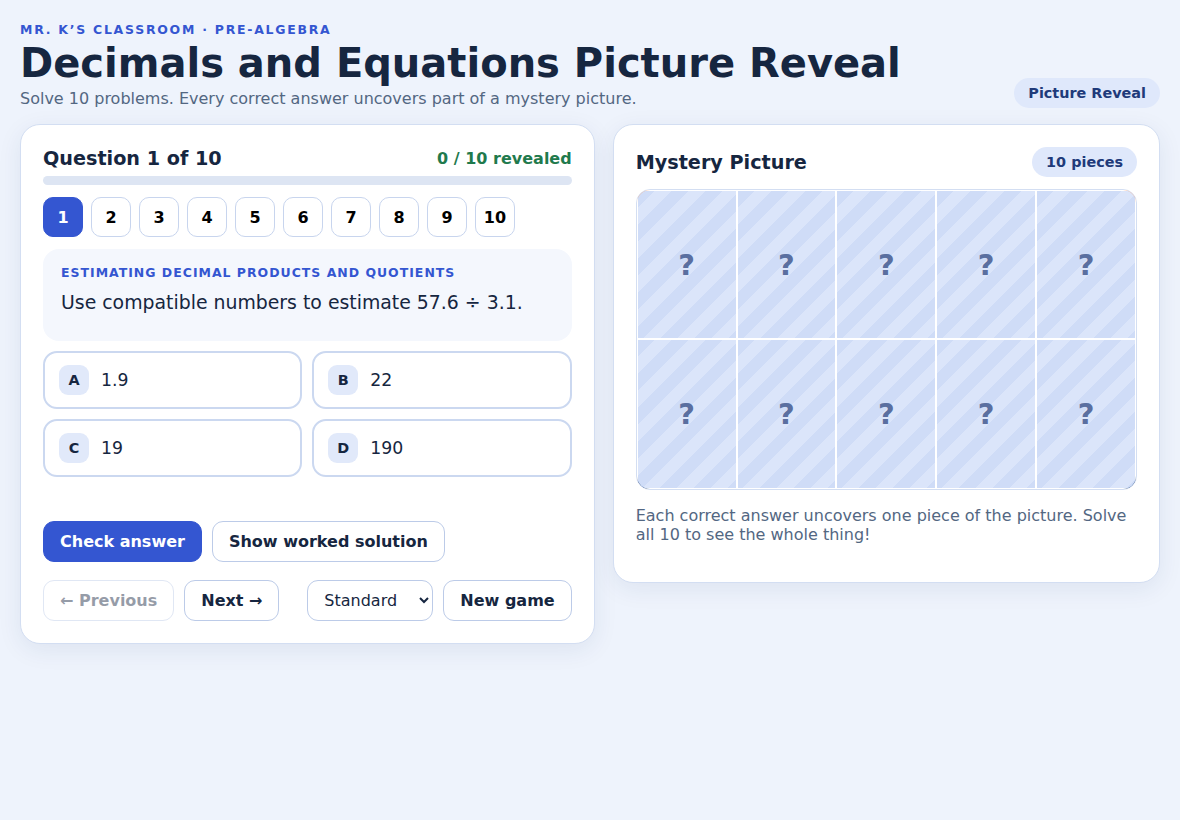 MR. K’S CLASSROOM · PRE-ALGEBRA
Decimals and Equations Picture Reveal
Solve 10 problems. Every correct answer uncovers part of a mystery picture.
Picture Reveal
Question 1 of 10
0 / 10 revealed
1 2 3 4 5 6 7 8 9 10
ESTIMATING DECIMAL PRODUCTS AND QUOTIENTS
Use compatible numbers to estimate 57.6 ÷ 3.1.
A 1.9
B 22
C 19
D 190
Check answer
Show worked solution
← Previous
Next →
Standard
New game
Mystery Picture
10 pieces
? ? ? ? ?
? ? ? ? ?
Each correct answer uncovers one piece of the picture. Solve
all 10 to see the whole thing!